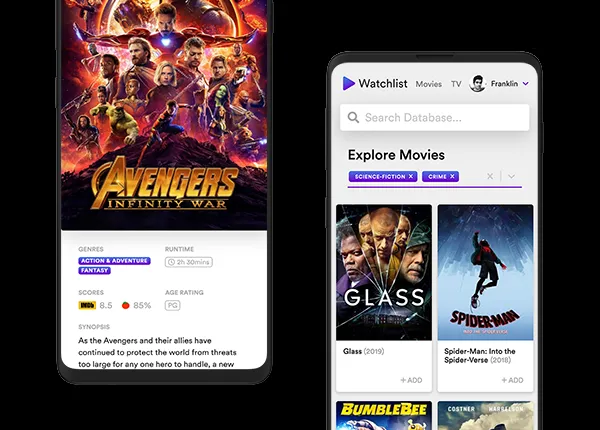 AVENGERS
INFINITY WAR
GENRES
RUNTIME
ACTION & ADVENTURE
2h 30mins
FANTASY
SCORES
AGE RATING
IMDb 8.5
85%
PG
SYNOPSIS
As the Avengers and their allies have
continued to protect the world from threats
too large for any one hero to handle, a new
Watchlist
Movies
TV
Franklin
Search Database...
Explore Movies
SCIENCE-FICTION X
CRIME X
X
GLASS
Glass (2019)
+ ADD
SPIDER-MAN
INTO THE SPIDER-VERSE
Spider-Man: Into the
Spider-Verse (2018)
+ ADD
BUMBLEBEE
COSTNER HARRELSON